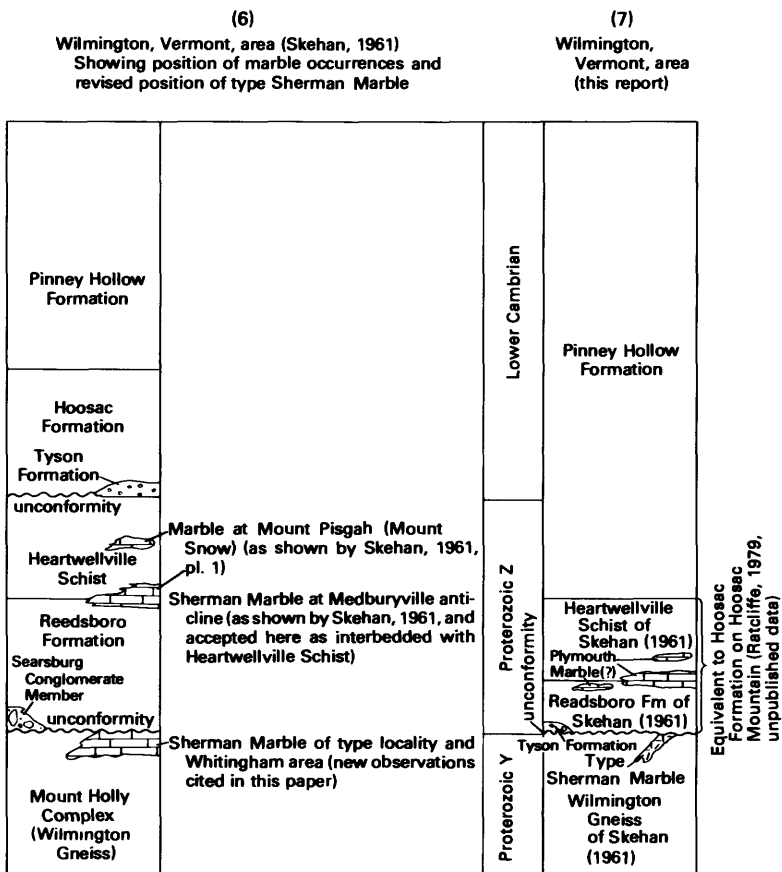 (6)
Wilmington, Vermont, area (Skehan, 1961)
Showing position of marble occurrences and
revised position of type Sherman Marble
(7)
Wilmington,
Vermont, area
(this report)
Pinney Hollow
Formation
Hoosac
Formation
Tyson
Formation
unconformity
Heartwellville
Schist
Reedsboro
Formation
Searsburg
Conglomerate
Member
unconformity
Mount Holly
Complex
(Wilmington
Gneiss)
Marble at Mount Pisgah (Mount
Snow) (as shown by Skehan, 1961,
pl. 1)
Sherman Marble at Medburyville anti-
cline (as shown by Skehan, 1961, and
accepted here as interbedded with
Heartwellville Schist)
Sherman Marble of type locality and
Whitingham area (new observations
cited in this paper)
Lower Cambrian
Proterozoic Z
unconformity
Proterozoic Y
Pinney Hollow
Formation
Heartwellville
Schist of
Skehan (1961)
Plymouth
Marble(?)
Readsboro Fm of
Skehan (1961)
Tyson Formation
Type
Sherman Marble
Wilmington
Gneiss
of Skehan
(1961)
Equivalent to Hoosac
Formation on Hoosac
Mountain (Ratcliffe, 1979,
unpublished data)